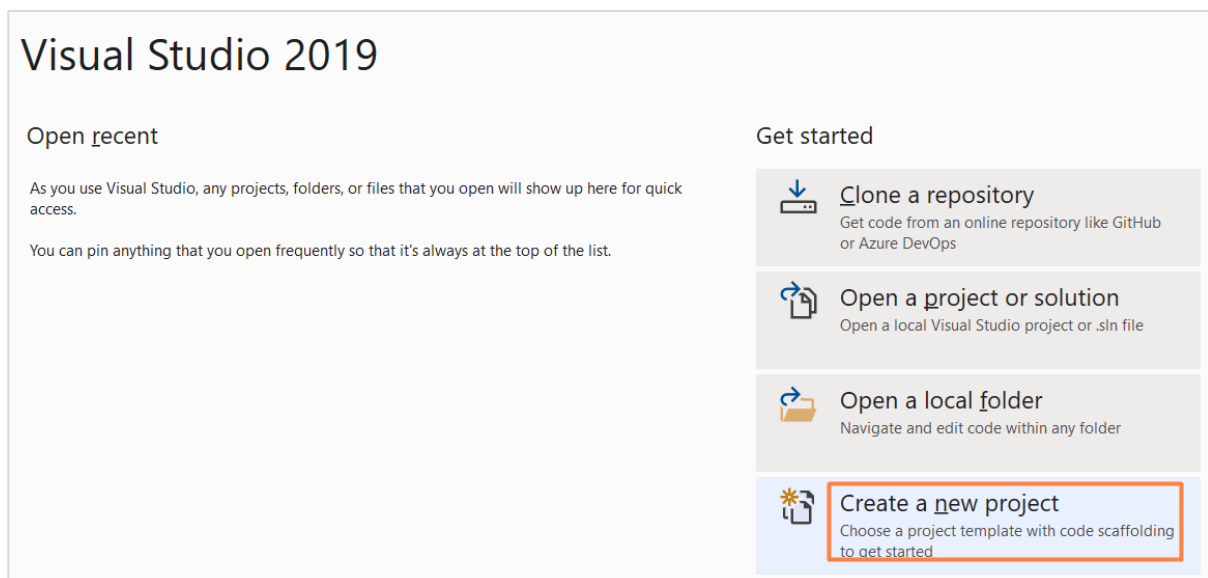 Visual Studio 2019
Open recent
As you use Visual Studio, any projects, folders, or files that you open will show up here for quick
access.
You can pin anything that you open frequently so that it's always at the top of the list.
Get started
Clone a repository
Get code from an online repository like GitHub
or Azure DevOps
Open a project or solution
Open a local Visual Studio project or .sln file
Open a local folder
Navigate and edit code within any folder
Create a new project
Choose a project template with code scaffolding
to get started